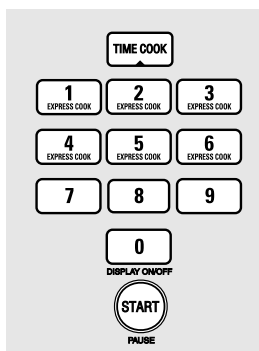 TIME COOK
1 2 3
EXPRESS COOK EXPRESS COOK EXPRESS COOK
4 5 6
EXPRESS COOK EXPRESS COOK EXPRESS COOK
7 8 9
0
DISPLAY ON/OFF
START
PAUSE